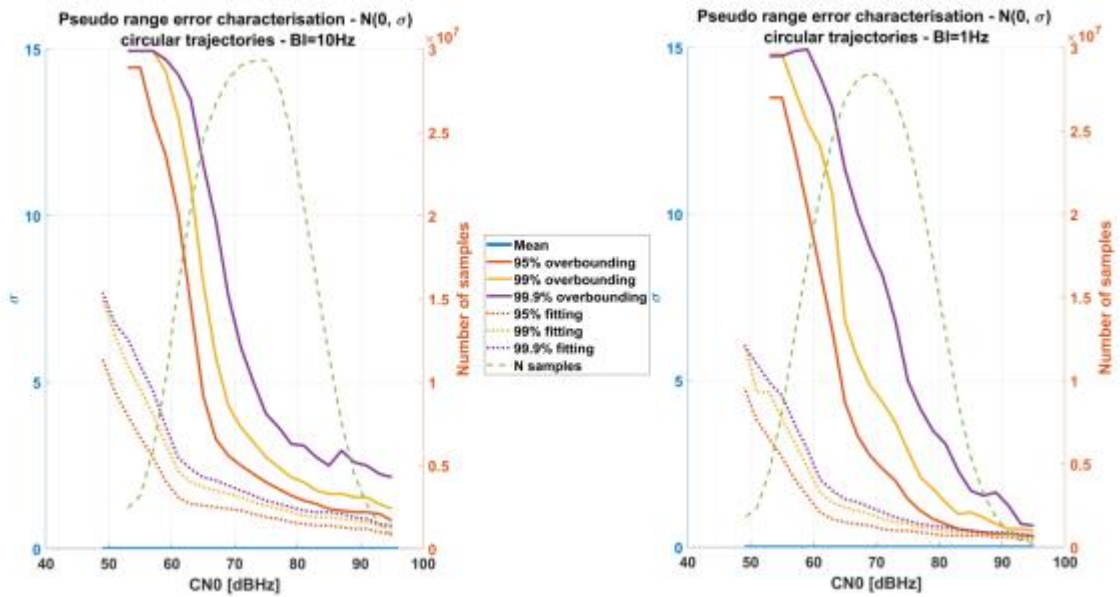 Pseudo range error characterisation - N(0, σ)
circular trajectories - BI=10Hz
×10⁷
15
10
5
0
σ
3
2.5
2
1.5
1
0.5
0
Number of samples
40 50 60 70 80 90 100
CN0 [dBHz]
Mean
95% overbounding
99% overbounding
99.9% overbounding
95% fitting
99% fitting
99.9% fitting
N samples
Pseudo range error characterisation - N(0, σ)
circular trajectories - BI=1Hz
×10⁷
15
10
5
0
σ
3
2.5
2
1.5
1
0.5
0
Number of samples
40 50 60 70 80 90 100
CN0 [dBHz]